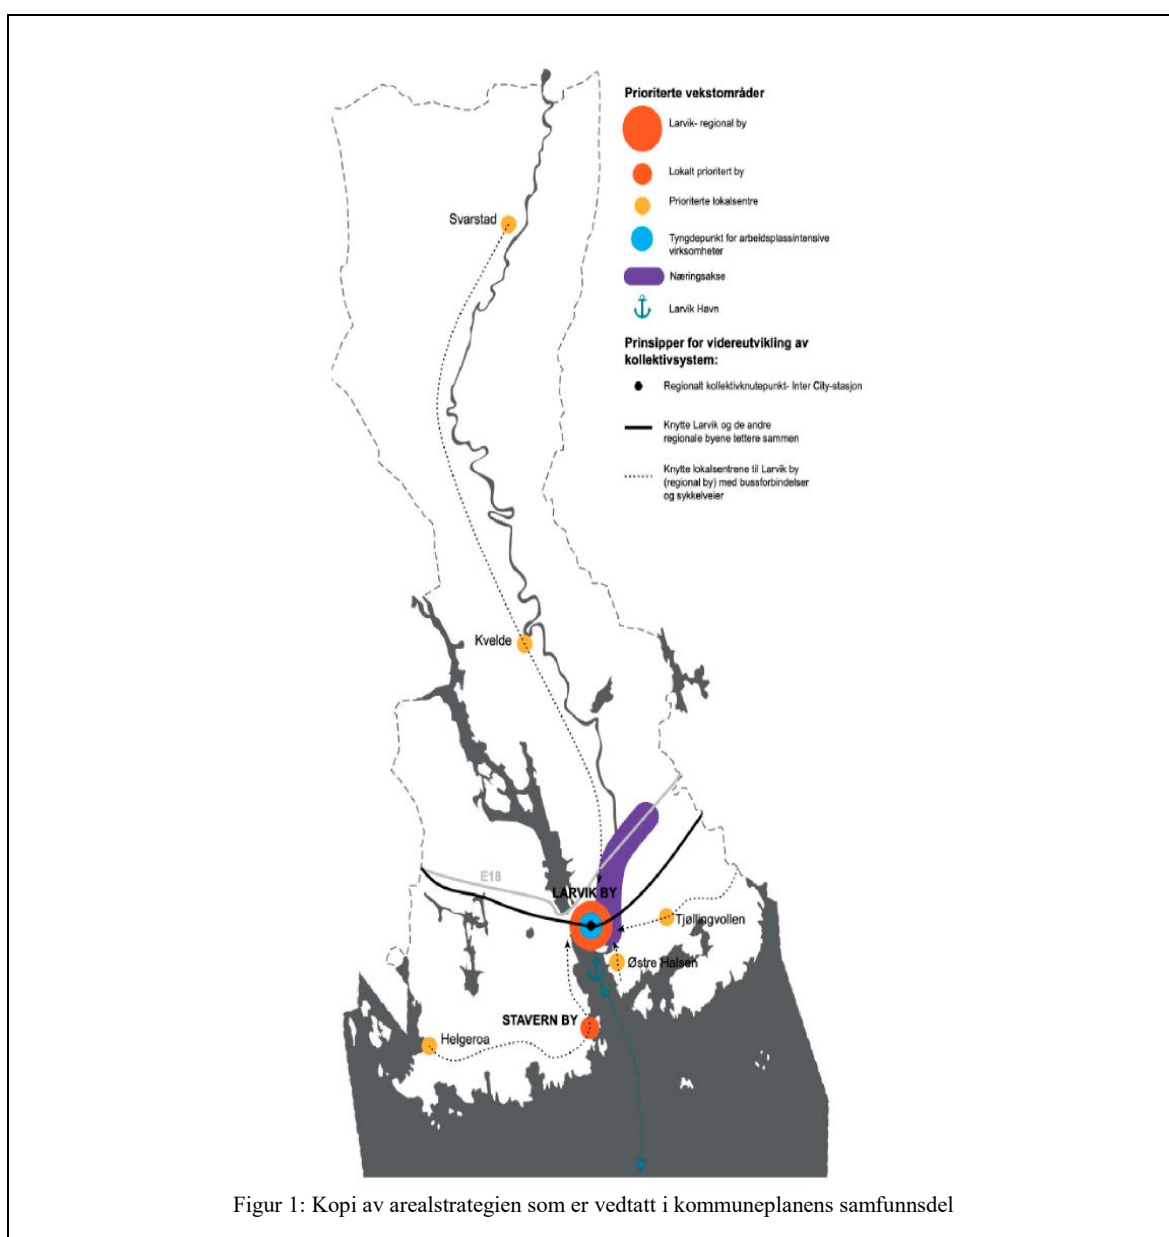 Prioriterte vekstområder
Larvik- regional by
Lokalt prioritert by
Prioriterte lokalsentre
Tyngdepunkt for arbeidsplassintensive
virksomheter
Næringsakse
Larvik Havn
Prinsipper for videreutvikling av
kollektivsystem:
Regionalt kollektivknutepunkt- Inter City-stasjon
Knytte Larvik og de andre
regionale byene tettere sammen
Knytte lokalsentrene til Larvik by
(regional by) med bussforbindelser
og sykkelveier
Svarstad
Kvelde
E18
LARVIK BY
Tjøllingvollen
Østre Halsen
STAVERN BY
Helgeroa
Figur 1: Kopi av arealstrategien som er vedtatt i kommuneplanens samfunnsdel